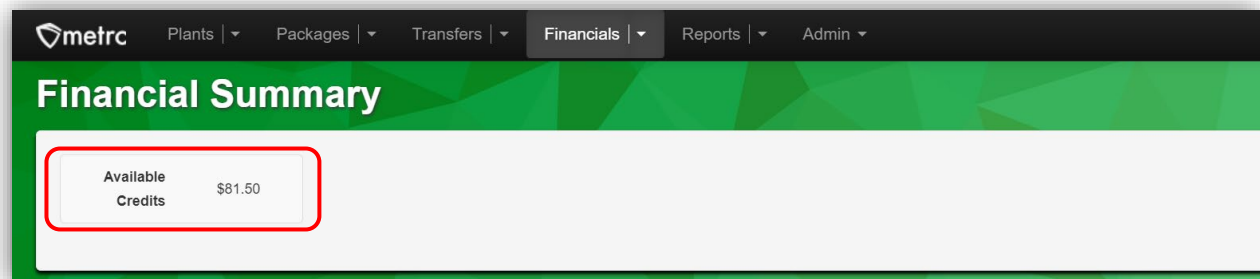 metrc Plants Packages Transfers Financials Reports Admin
Financial Summary
Available Credits $81.50